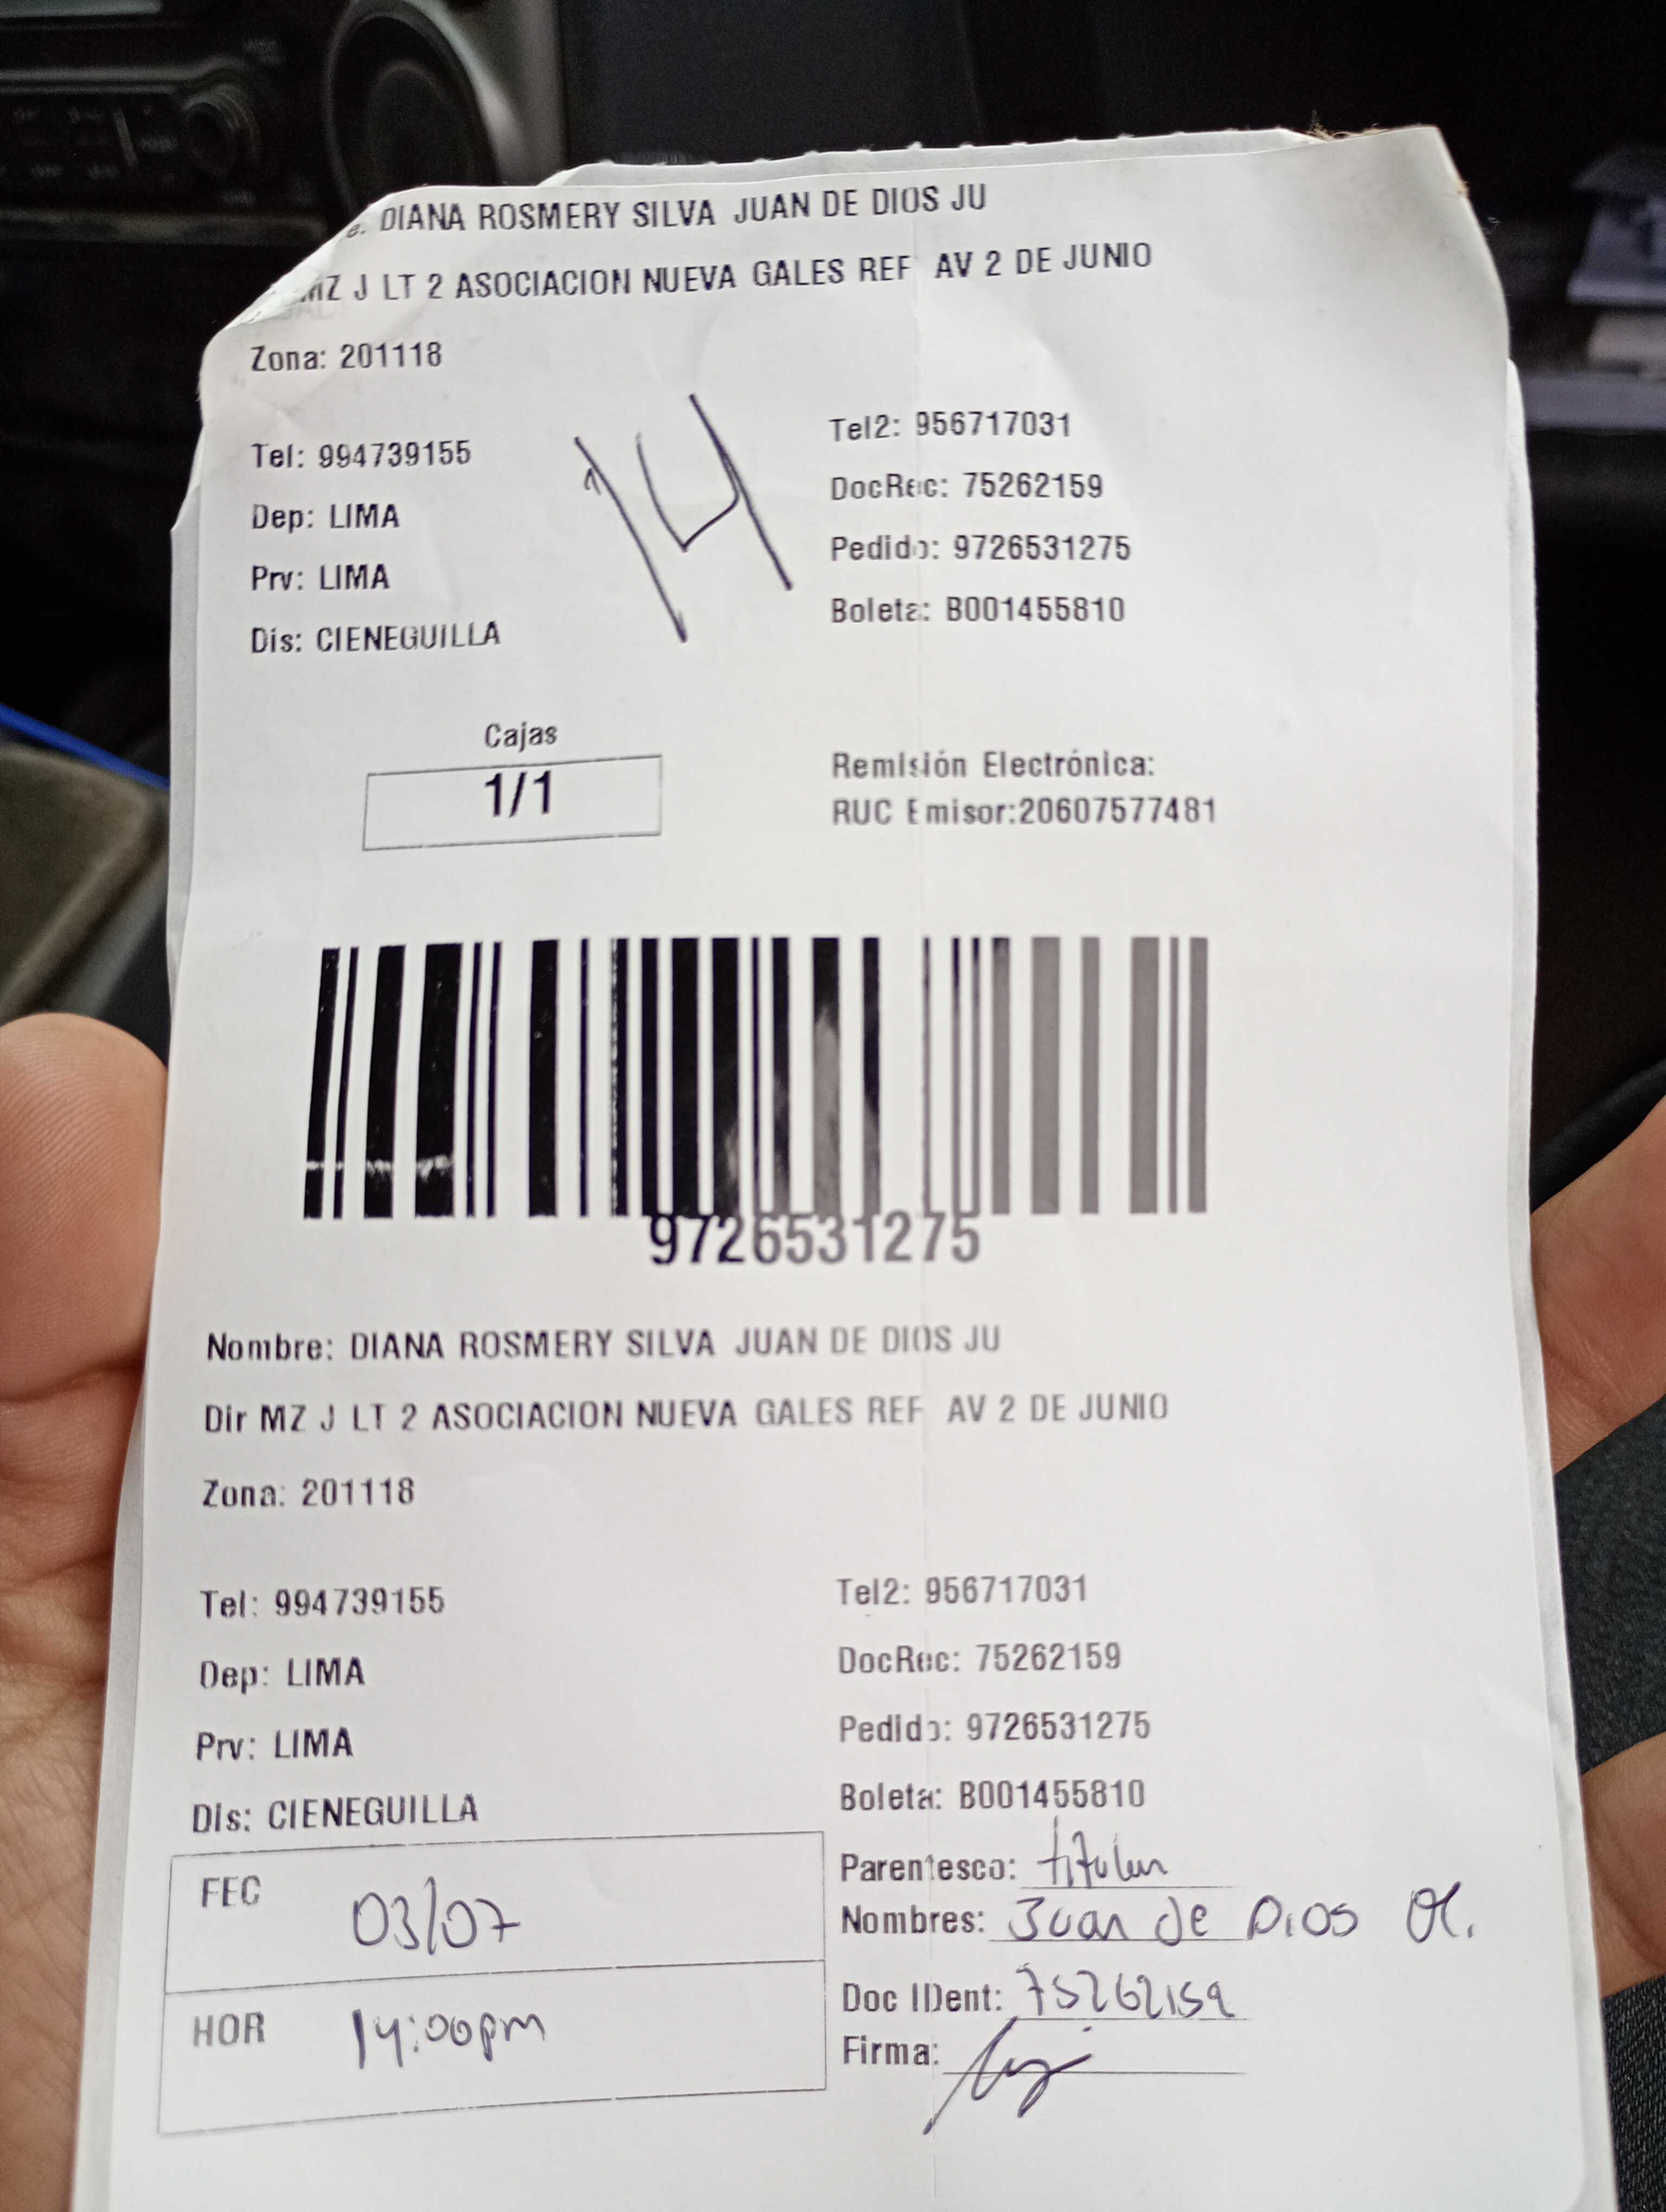 e: DIANA ROSMERY SILVA JUAN DE DIOS JU
MZ J LT 2 ASOCIACION NUEVA GALES REF AV 2 DE JUNIO
Zona: 201118
14
Tel: 994739155
Tel2: 956717031
DocRec: 75262159
Dep: LIMA
Pedido: 9726531275
Prv: LIMA
Boleta: B001455810
Dis: CIENEGUILLA
Cajas
1/1
Remisión Electrónica:
RUC Emisor:20607577481
9726531275
Nombre: DIANA ROSMERY SILVA JUAN DE DIOS JU
Dir MZ J LT 2 ASOCIACION NUEVA GALES REF AV 2 DE JUNIO
Zona: 201118
Tel: 994739155
Tel2: 956717031
Dep: LIMA
DocRec: 75262159
Prv: LIMA
Pedido: 9726531275
Dis: CIENEGUILLA
Boleta: B001455810
FEC 03/07
Parentesco: titular
Nombres: Juan de Dios
HOR 14:00pm
Doc IDent: 75262159
Firma: